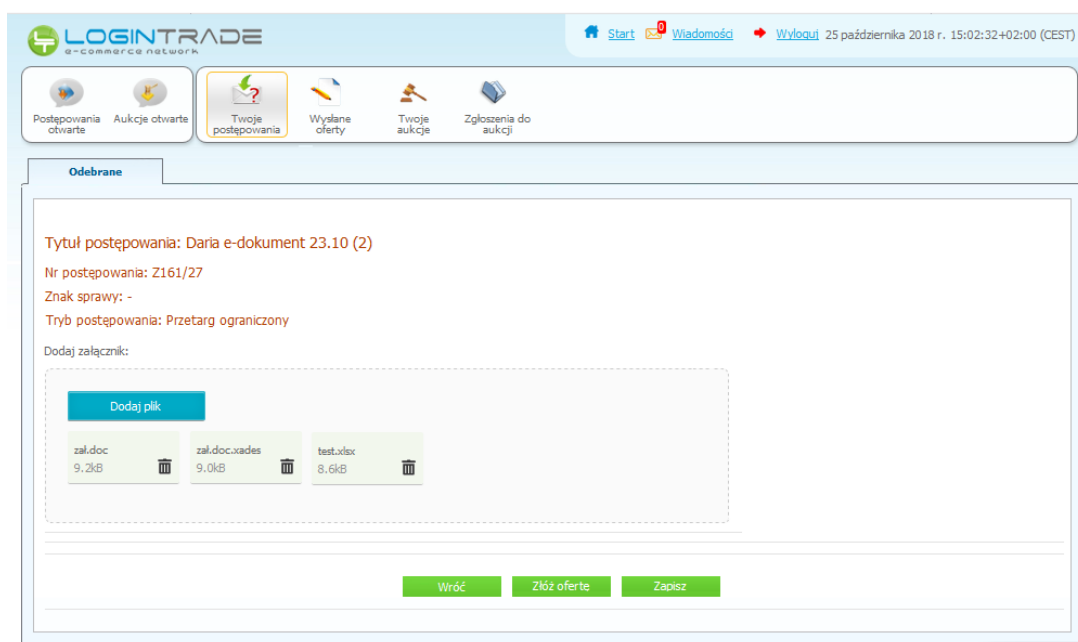 LOGINTRADE
e-commerce network
Start 0 Wiadomości Wyloguj 25 października 2018 r. 15:02:32+02:00 (CEST)
Postępowania otwarte
Aukcje otwarte
Twoje postępowania
Wysłane oferty
Twoje aukcje
Zgłoszenia do aukcji
Odebrane
Tytuł postępowania: Daria e-dokument 23.10 (2)
Nr postępowania: Z161/27
Znak sprawy: -
Tryb postępowania: Przetarg ograniczony
Dodaj załącznik:
Dodaj plik
zał.doc
9.2kB
zał.doc.xades
9.0kB
test.xlsx
8.6kB
Wróć Złóż ofertę Zapisz